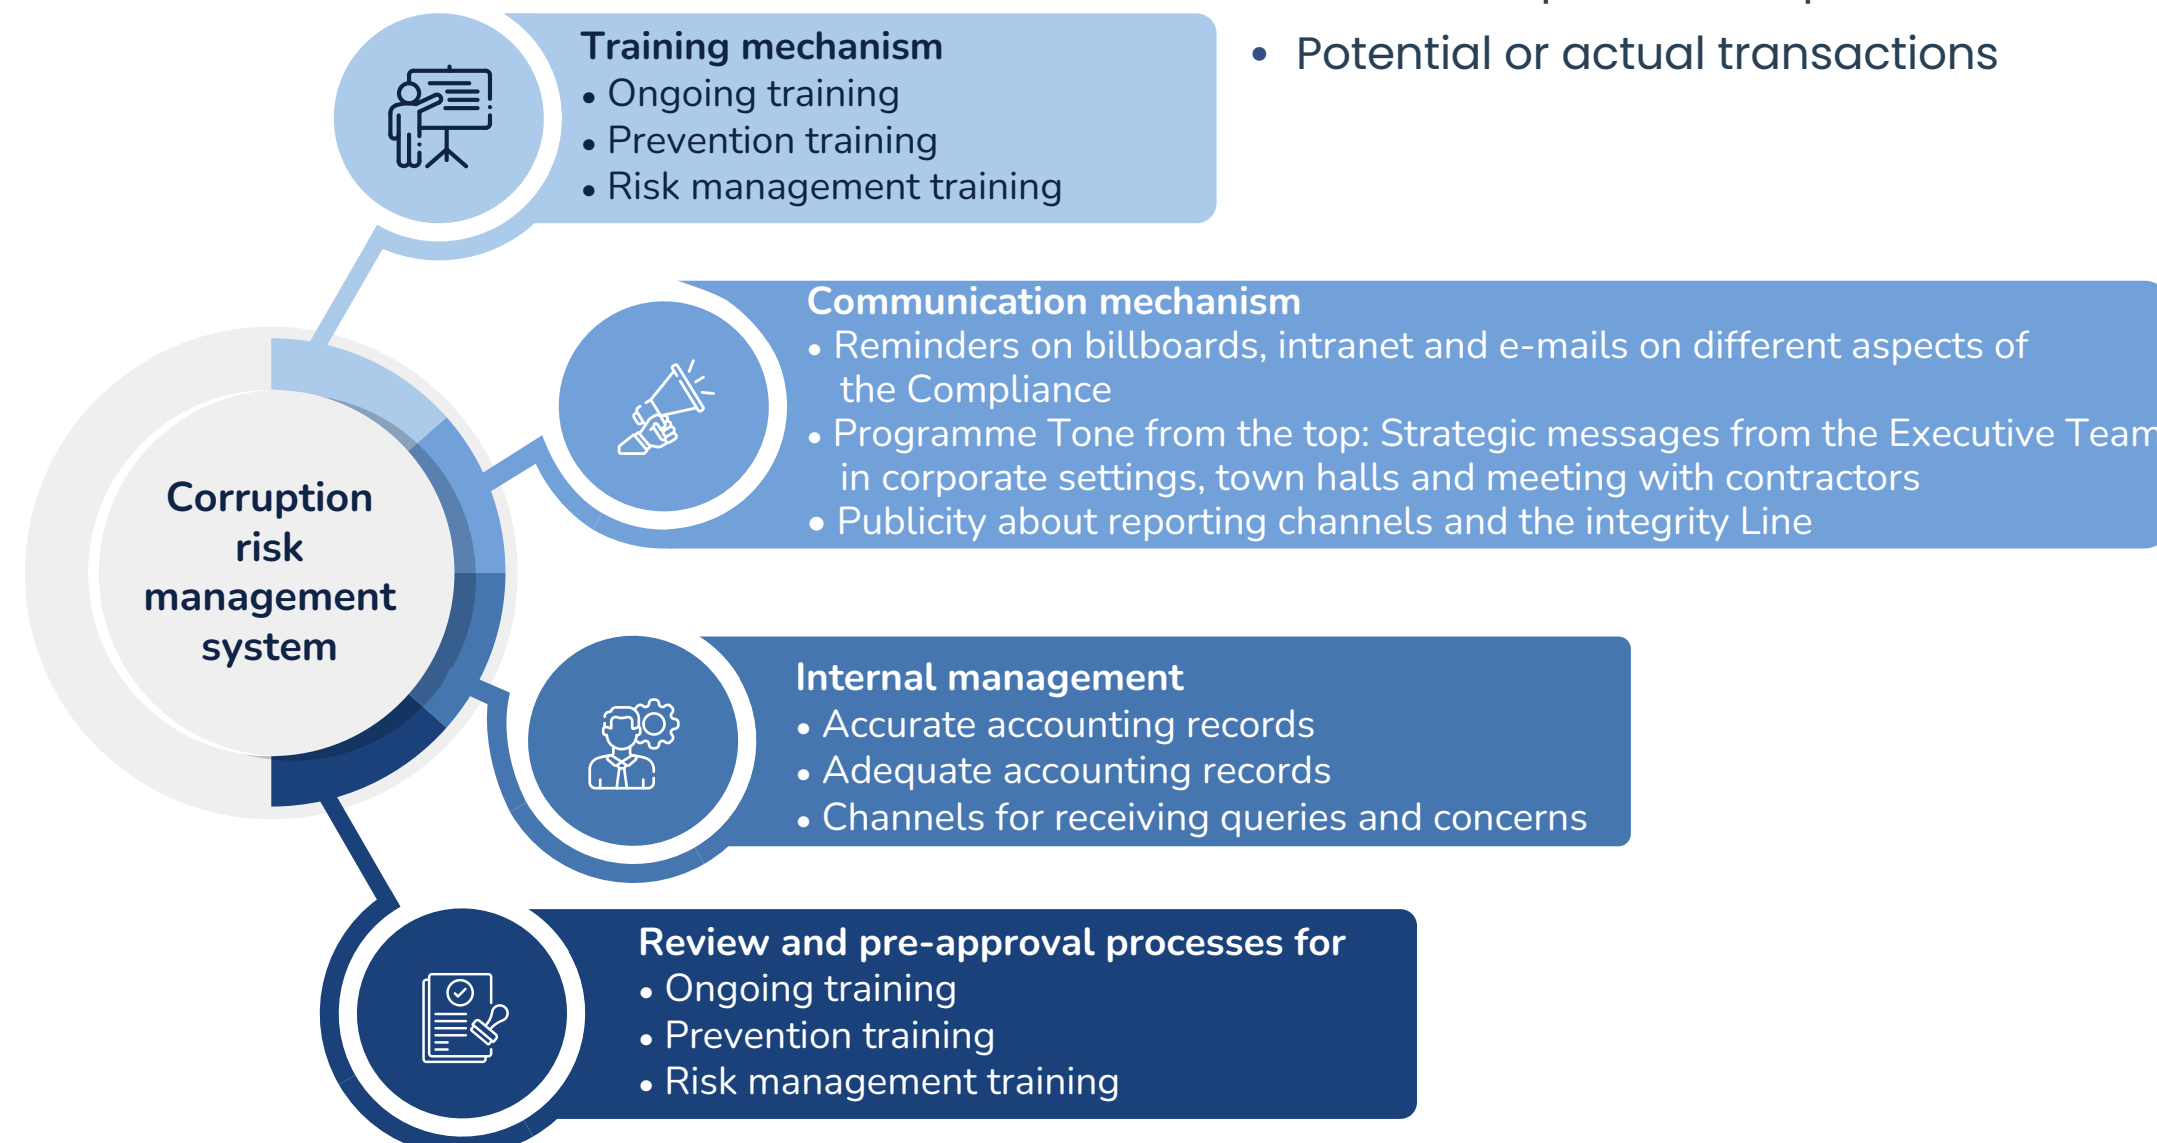 • Potential or actual transactions
Training mechanism
• Ongoing training
• Prevention training
• Risk management training
Communication mechanism
• Reminders on billboards, intranet and e-mails on different aspects of
the Compliance
• Programme Tone from the top: Strategic messages from the Executive Team
in corporate settings, town halls and meeting with contractors
• Publicity about reporting channels and the integrity Line
Corruption
risk
management
system
Internal management
• Accurate accounting records
• Adequate accounting records
• Channels for receiving queries and concerns
Review and pre-approval processes for
• Ongoing training
• Prevention training
• Risk management training